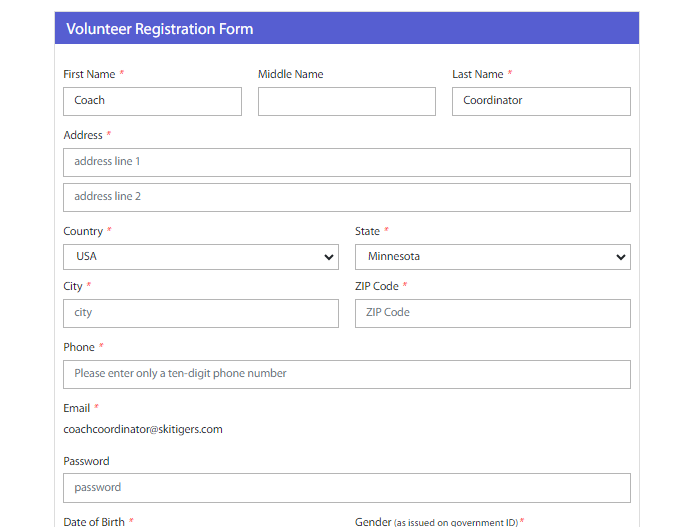 Volunteer Registration Form
First Name * Middle Name Last Name *
Coach Coordinator
Address *
address line 1
address line 2
Country * State *
USA Minnesota
City * ZIP Code *
city ZIP Code
Phone *
Please enter only a ten-digit phone number
Email *
coachcoordinator@skitigers.com
Password
password
Date of Birth * Gender (as issued on government ID) *